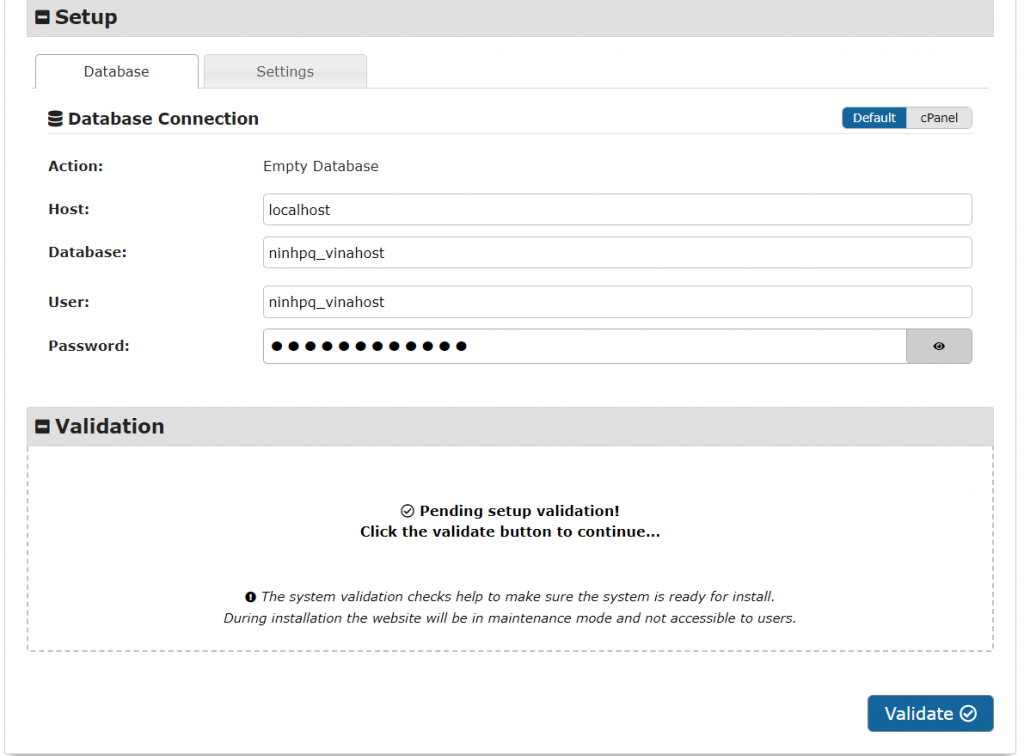 Setup
Database Settings
Database Connection Default cPanel
Action: Empty Database
Host: localhost
Database: ninhpq_vinahost
User: ninhpq_vinahost
Password: ●●●●●●●●●●●●
Validation
Pending setup validation!
Click the validate button to continue...
The system validation checks help to make sure the system is ready for install.
During installation the website will be in maintenance mode and not accessible to users.
Validate